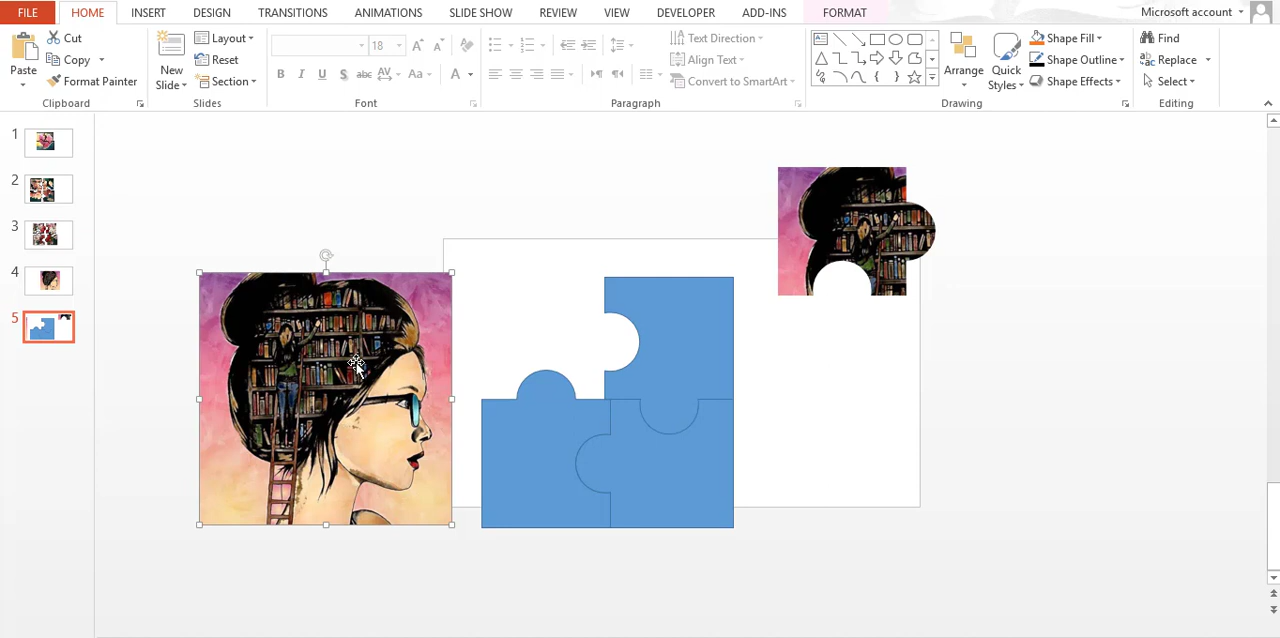 FILE HOME INSERT DESIGN TRANSITIONS ANIMATIONS SLIDE SHOW REVIEW VIEW DEVELOPER ADD-INS FORMAT Microsoft account
Paste
Cut
Copy
Format Painter
Clipboard
New
Slide
Layout
Reset
Section
Slides
18
B I U S abc AV Aa A
Font
Text Direction
Align Text
Convert to SmartArt
Paragraph
Arrange
Quick
Styles
Shape Fill
Shape Outline
Shape Effects
Drawing
Find
Replace
Select
Editing
1
2
3
4
5